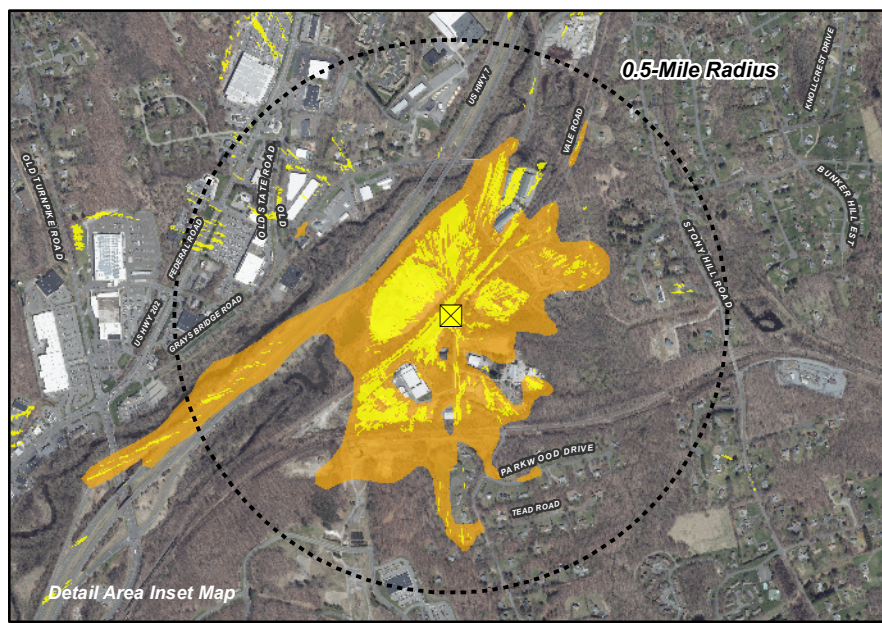 0.5-Mile Radius
US HWY 7
KNOLLCREST DRIVE
VALE ROAD
OLD TURNPIKE ROAD
OLD STATE ROAD
OLD
BUNKER HILL EST
FEDERAL ROAD
STONY HILL ROAD
US HWY 202
GRAYS BRIDGE ROAD
PARKWOOD DRIVE
TEAD ROAD
Detail Area Inset Map